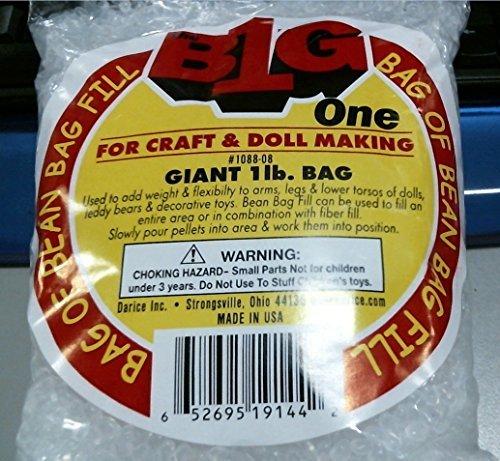 B1G
One
FOR CRAFT & DOLL MAKING
#1088-08
GIANT 1lb. BAG
Used to add weight & flexibilty to arms, legs & lower torsos of dolls,
teddy bears & decorative toys. Bean Bag Fill can be used to fill an
entire area or in combination with fiber fill.
Slowly pour pellets into area & work them into position.
WARNING:
CHOKING HAZARD– Small Parts Not for children
under 3 years. Do Not Use To Stuff Children's toys.
Darice Inc. • Strongsville, Ohio 44136
MADE IN USA
6 52695 19144 2
BAG OF BEAN BAG FILL
BAG OF BEAN BAG FILL